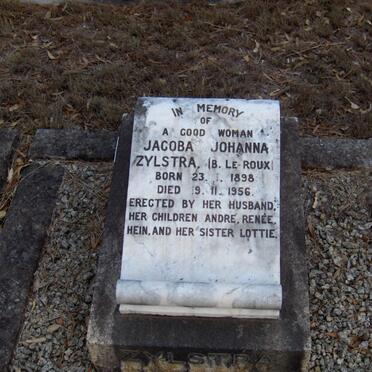 IN MEMORY
OF
A GOOD WOMAN
JACOBA JOHANNA
ZYLSTRA, (B. LE-ROUX)
BORN 23. 1. 1898
DIED 9. 11. 1956.
ERECTED BY HER HUSBAND,
HER CHILDREN ANDRE, RENÉE,
HEIN, AND HER SISTER LOTTIE.
ZYLSTRA